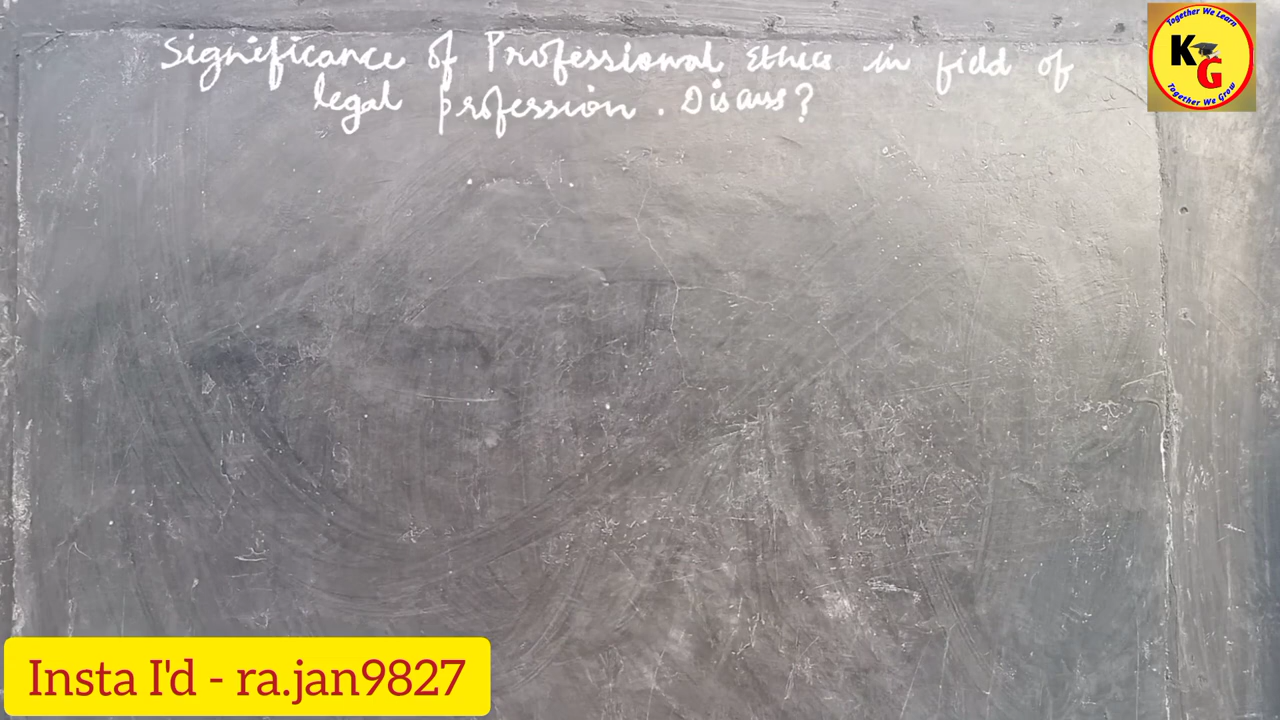 Significance of Professional Ethics in field of
legal profession. Discuss?
Together We Learn
KG
Together We Grow
Insta I'd - ra.jan9827